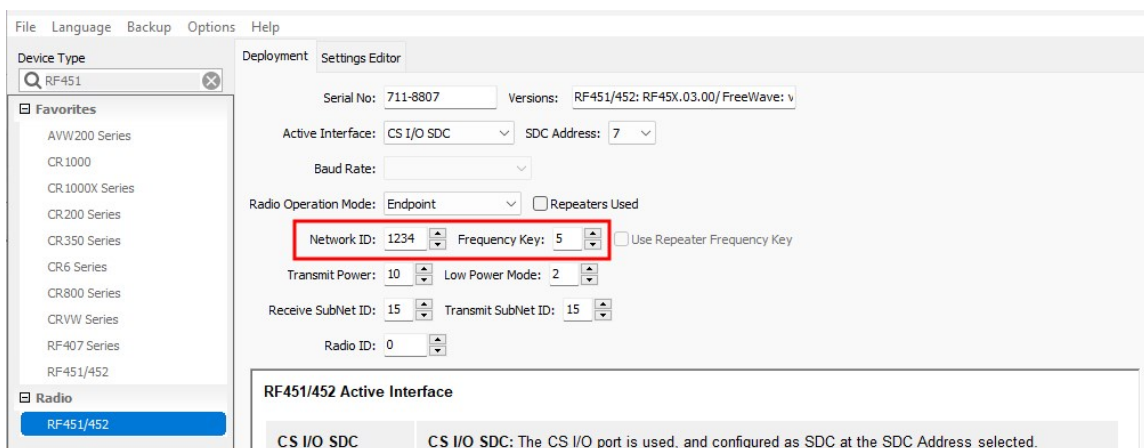 File Language Backup Options Help
Device Type
RF451
Favorites
AVW200 Series
CR1000
CR1000X Series
CR200 Series
CR350 Series
CR6 Series
CR800 Series
CRVW Series
RF407 Series
RF451/452
Radio
RF451/452
Deployment Settings Editor
Serial No: 711-8807 Versions: RF451/452: RF45X.03.00/ FreeWave: v
Active Interface: CS I/O SDC SDC Address: 7
Baud Rate:
Radio Operation Mode: Endpoint Repeaters Used
Network ID: 1234 Frequency Key: 5 Use Repeater Frequency Key
Transmit Power: 10 Low Power Mode: 2
Receive SubNet ID: 15 Transmit SubNet ID: 15
Radio ID: 0
RF451/452 Active Interface
CS I/O SDC CS I/O SDC: The CS I/O port is used, and configured as SDC at the SDC Address selected.